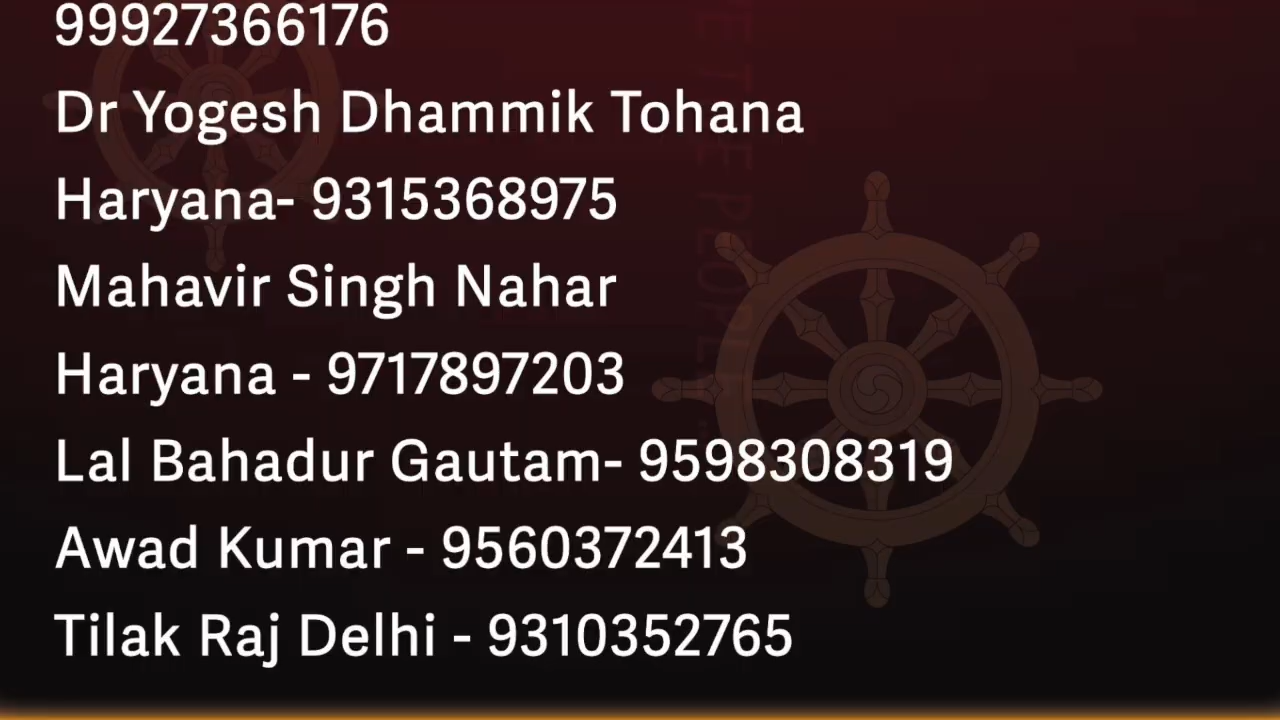 99927366176
Dr Yogesh Dhammik Tohana
Haryana- 9315368975
Mahavir Singh Nahar
Haryana - 9717897203
Lal Bahadur Gautam- 9598308319
Awad Kumar - 9560372413
Tilak Raj Delhi - 9310352765